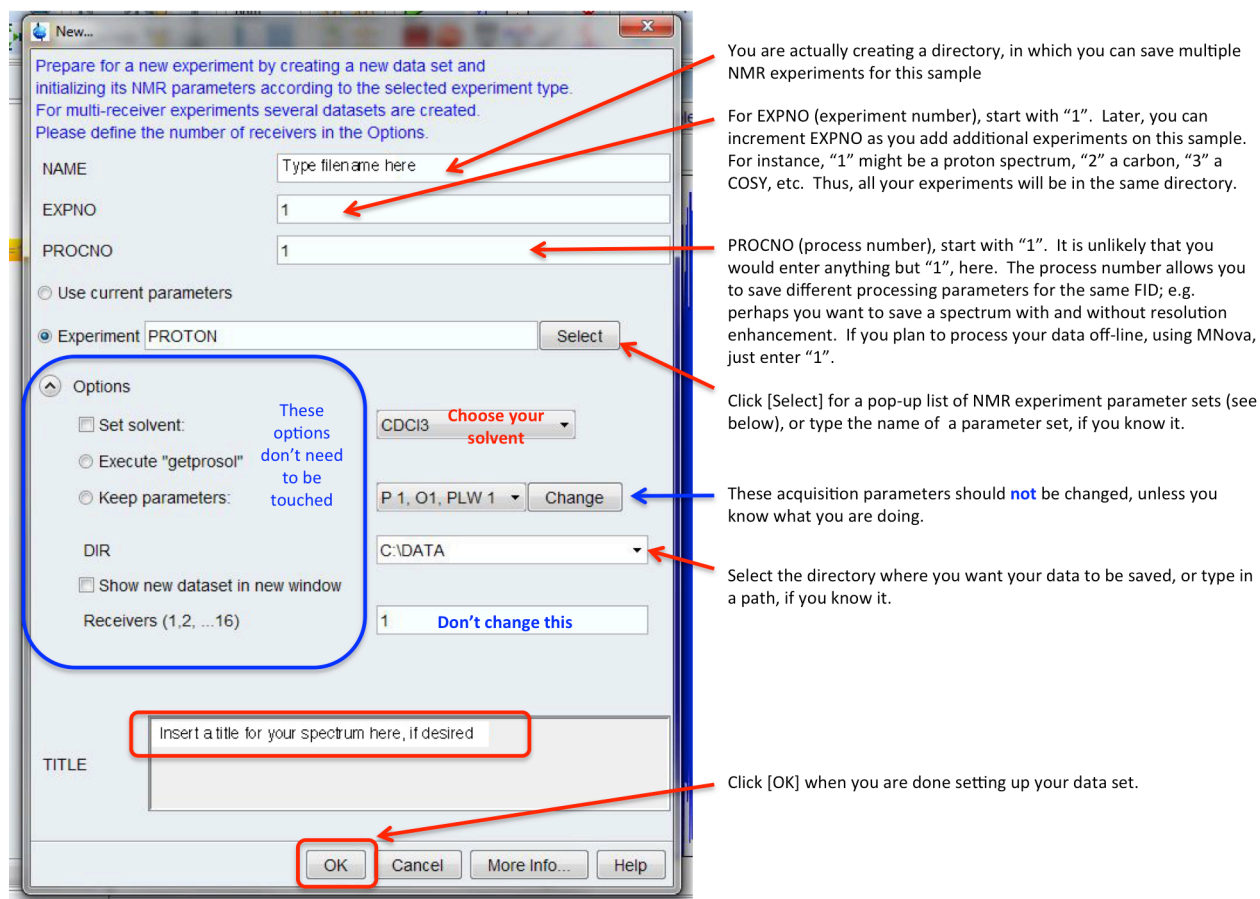 New...
Prepare for a new experiment by creating a new data set and
initializing its NMR parameters according to the selected experiment type.
For multi-receiver experiments several datasets are created.
Please define the number of receivers in the Options.
NAME
Type filename here
EXPNO
1
PROCNO
1
Use current parameters
Experiment
PROTON
Select
Options
These
options
don't need
to be
touched
Set solvent:
CDCl3
Choose your
solvent
Execute "getprosol"
Keep parameters:
P 1, O1, PLW 1
Change
DIR
C:\DATA
Show new dataset in new window
Receivers (1,2, ...16)
1
Don't change this
TITLE
Insert a title for your spectrum here, if desired
OK
Cancel
More Info...
Help
You are actually creating a directory, in which you can save multiple
NMR experiments for this sample
For EXPNO (experiment number), start with “1”. Later, you can
increment EXPNO as you add additional experiments on this sample.
For instance, “1” might be a proton spectrum, “2” a carbon, “3” a
COSY, etc. Thus, all your experiments will be in the same directory.
PROCNO (process number), start with “1”. It is unlikely that you
would enter anything but “1”, here. The process number allows you
to save different processing parameters for the same FID; e.g.
perhaps you want to save a spectrum with and without resolution
enhancement. If you plan to process your data off-line, using MNova,
just enter “1”.
Click [Select] for a pop-up list of NMR experiment parameter sets (see
below), or type the name of a parameter set, if you know it.
These acquisition parameters should not be changed, unless you
know what you are doing.
Select the directory where you want your data to be saved, or type in
a path, if you know it.
Click [OK] when you are done setting up your data set.